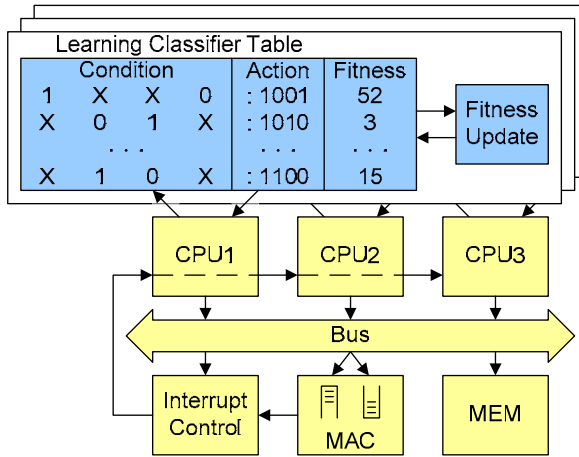 Learning Classifier Table
Condition Action Fitness
1 X X 0 : 1001 52
X 0 1 X : 1010 3
. . . . . . . . .
X 1 0 X : 1100 15
Fitness
Update
CPU1 CPU2 CPU3
Bus
Interrupt
Control
MAC
MEM